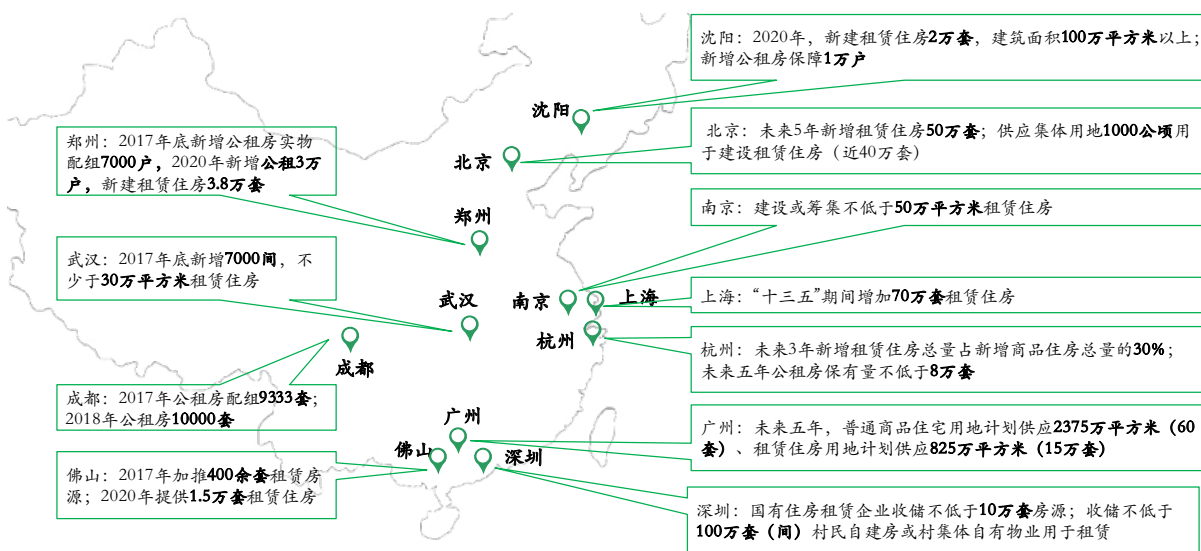 沈阳：2020年，新建租赁住房2万套，建筑面积100万平方米以上；
新增公租房保障1万户
沈阳
郑州：2017年底新增公租房实物
配组7000户，2020年新增公租3万
户，新建租赁住房3.8万套
北京：未来5年新增租赁住房50万套；供应集体用地1000公顷用
于建设租赁住房（近40万套）
北京
南京：建设或筹集不低于50万平方米租赁住房
郑州
武汉：2017年底新增7000间，不
少于30万平方米租赁住房
武汉
南京
上海
上海：“十三五”期间增加70万套租赁住房
杭州
杭州：未来3年新增租赁住房总量占新增商品住房总量的30%；
未来五年公租房保有量不低于8万套
成都
成都：2017年公租房配组9333套；
2018年公租房10000套
广州
广州：未来五年，普通商品住宅用地计划供应2375万平方米（60
套）、租赁住房用地计划供应825万平方米（15万套）
佛山
深圳
佛山：2017年加推400余套租赁房
源；2020年提供1.5万套租赁住房
深圳：国有住房租赁企业收储不低于10万套房源；收储不低于
100万套（间）村民自建房或村集体自有物业用于租赁